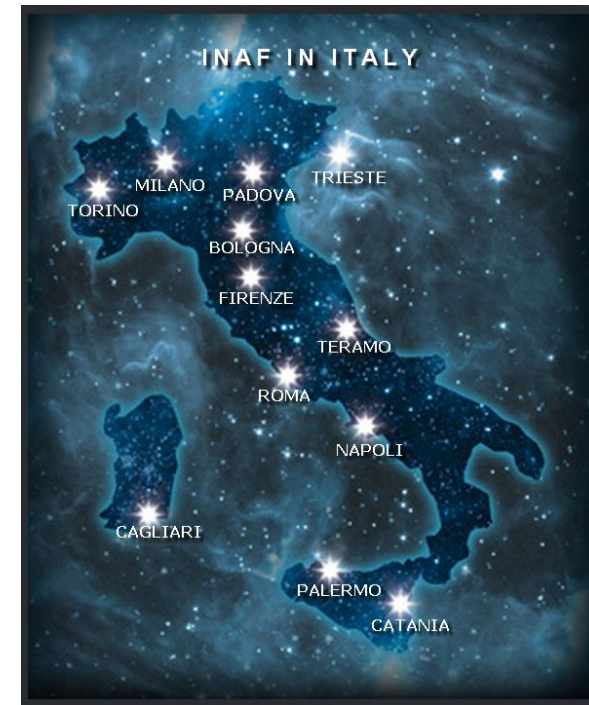 INAF IN ITALY
TRIESTE
MILANO
PADOVA
TORINO
BOLOGNA
FIRENZE
TERAMO
ROMA
NAPOLI
CAGLIARI
PALERMO
CATANIA